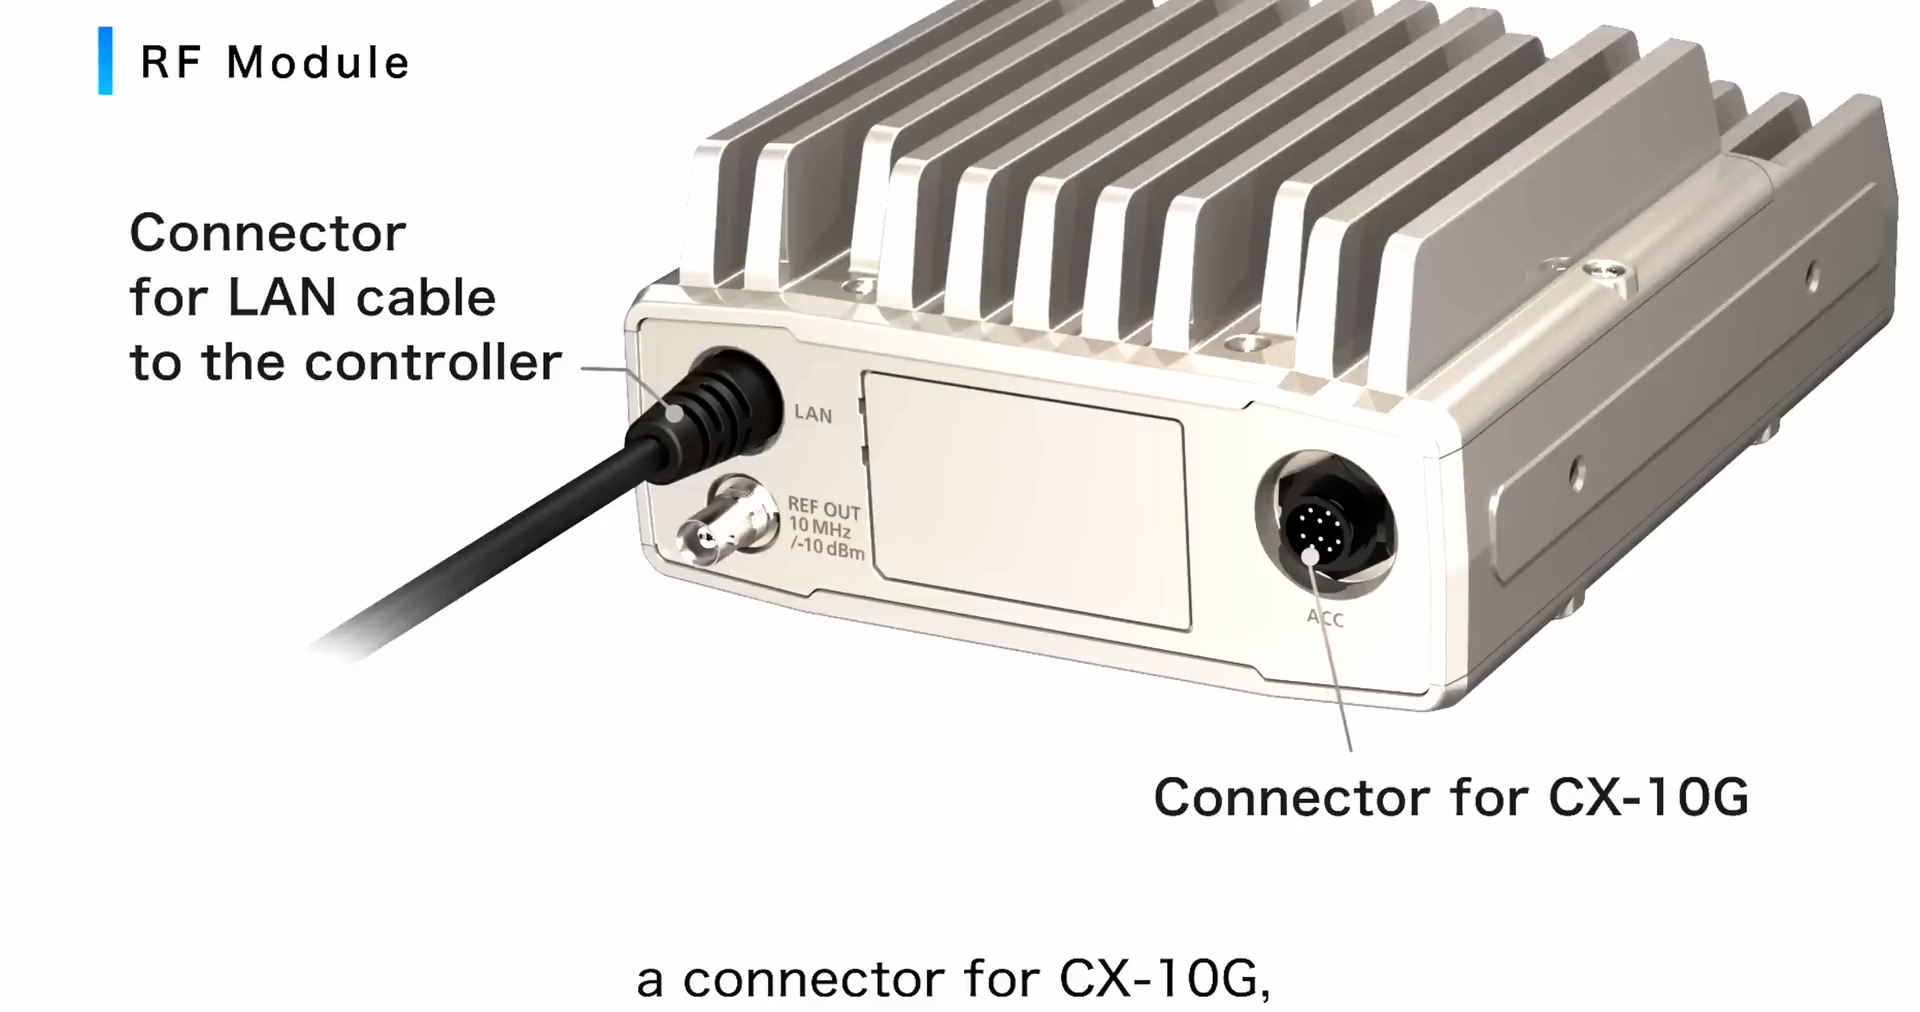 RF Module
Connector
for LAN cable
to the controller
LAN
REF OUT
10 MHz
/-10 dBm
ACC
Connector for CX-10G
a connector for CX-10G,